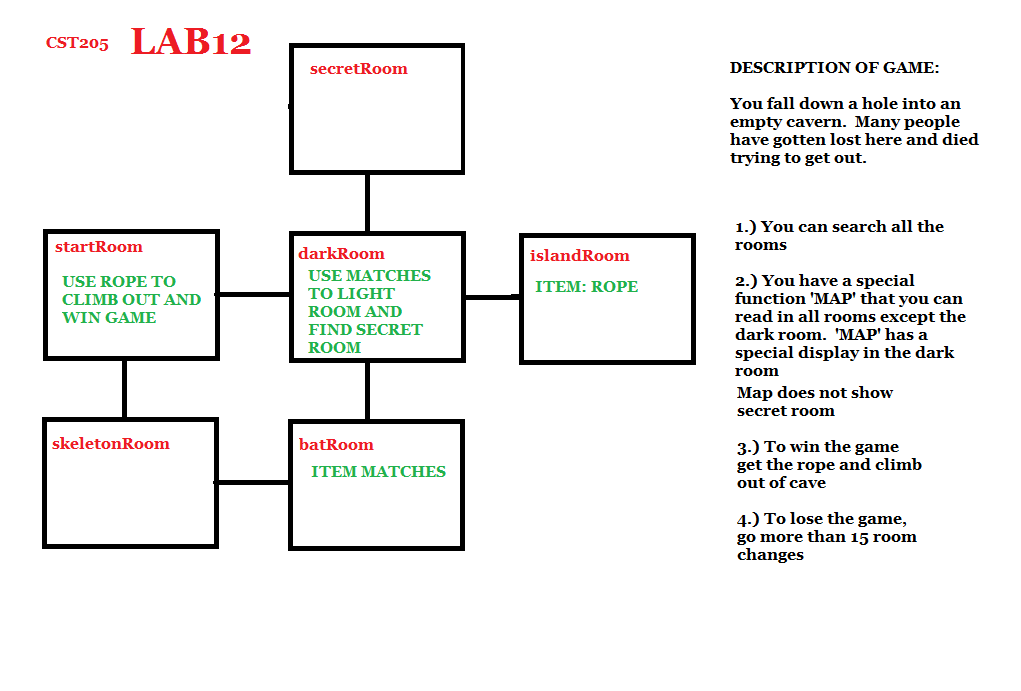 CST205 LAB12
secretRoom
startRoom
USE ROPE TO
CLIMB OUT AND
WIN GAME
darkRoom
USE MATCHES
TO LIGHT
ROOM AND
FIND SECRET
ROOM
islandRoom
ITEM: ROPE
skeletonRoom
batRoom
ITEM MATCHES
DESCRIPTION OF GAME:
You fall down a hole into an
empty cavern.  Many people
have gotten lost here and died
trying to get out.
1.) You can search all the
rooms
2.) You have a special
function 'MAP' that you can
read in all rooms except the
dark room.  'MAP' has a
special display in the dark
room
Map does not show
secret room
3.) To win the game
get the rope and climb
out of cave
4.) To lose the game,
go more than 15 room
changes